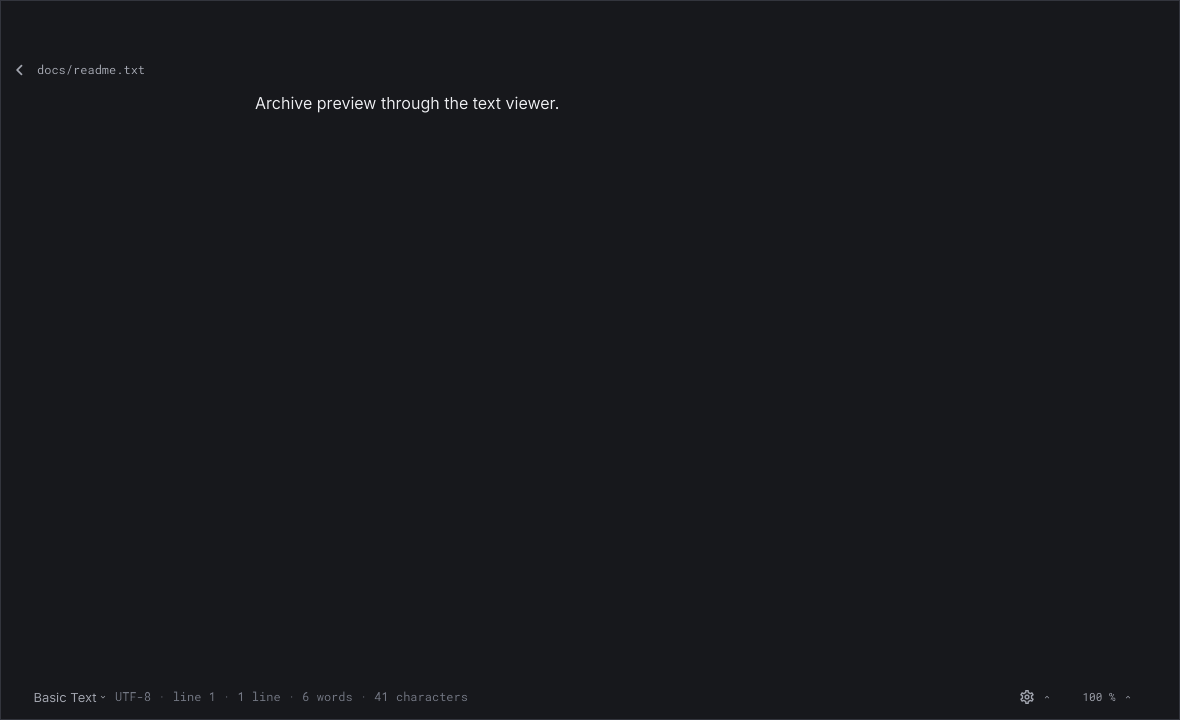 docs/readme.txt
Archive preview through the text viewer.
Basic Text UTF-8 · line 1 · 1 line · 6 words · 41 characters 100 %